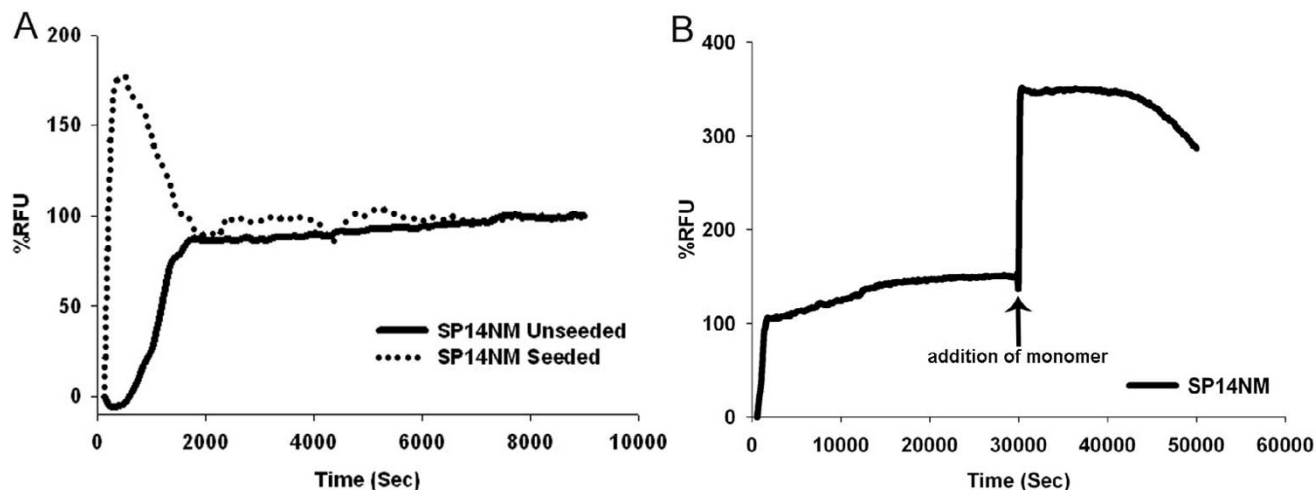 A
200
150
100
50
0
%RFU
SP14NM Unseeded
SP14NM Seeded
0 2000 4000 6000 8000 10000
Time (Sec)
B
400
300
200
100
0
%RFU
addition of monomer
SP14NM
0 10000 20000 30000 40000 50000 60000
Time (Sec)